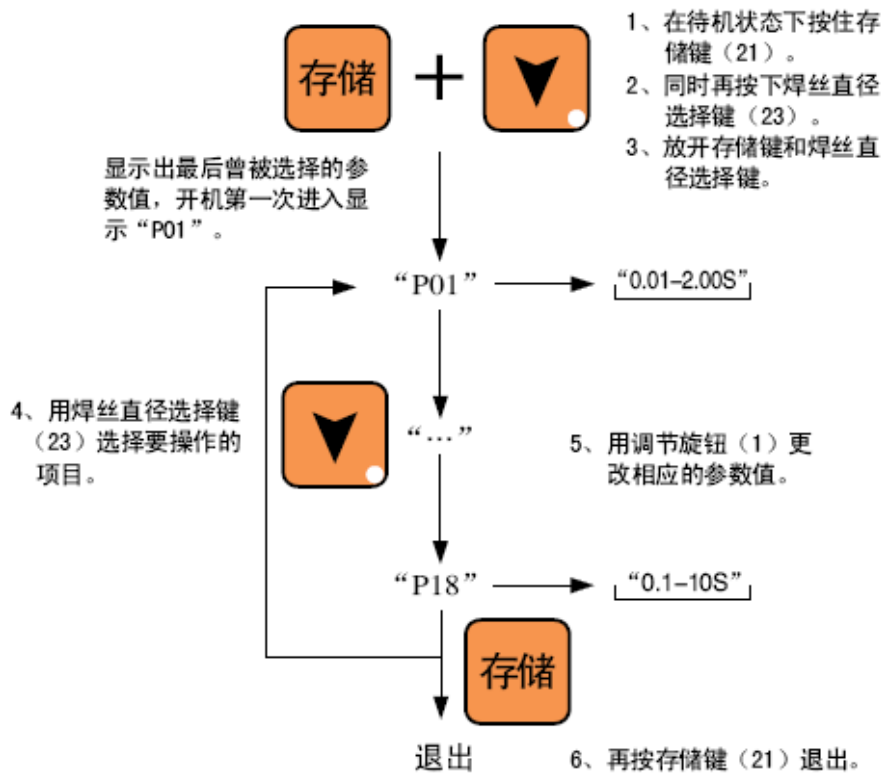 存储
1、在待机状态下按住存
储键（21）。
2、同时再按下焊丝直径
选择键（23）。
3、放开存储键和焊丝直
径选择键。
显示出最后曾被选择的参
数值，开机第一次进入显
示“P01”。
“P01”
“0.01–2.00S”
4、用焊丝直径选择键
（23）选择要操作的
项目。
“…”
5、用调节旋钮（1）更
改相应的参数值。
“P18”
“0.1–10S”
存储
退出
6、再按存储键（21）退出。